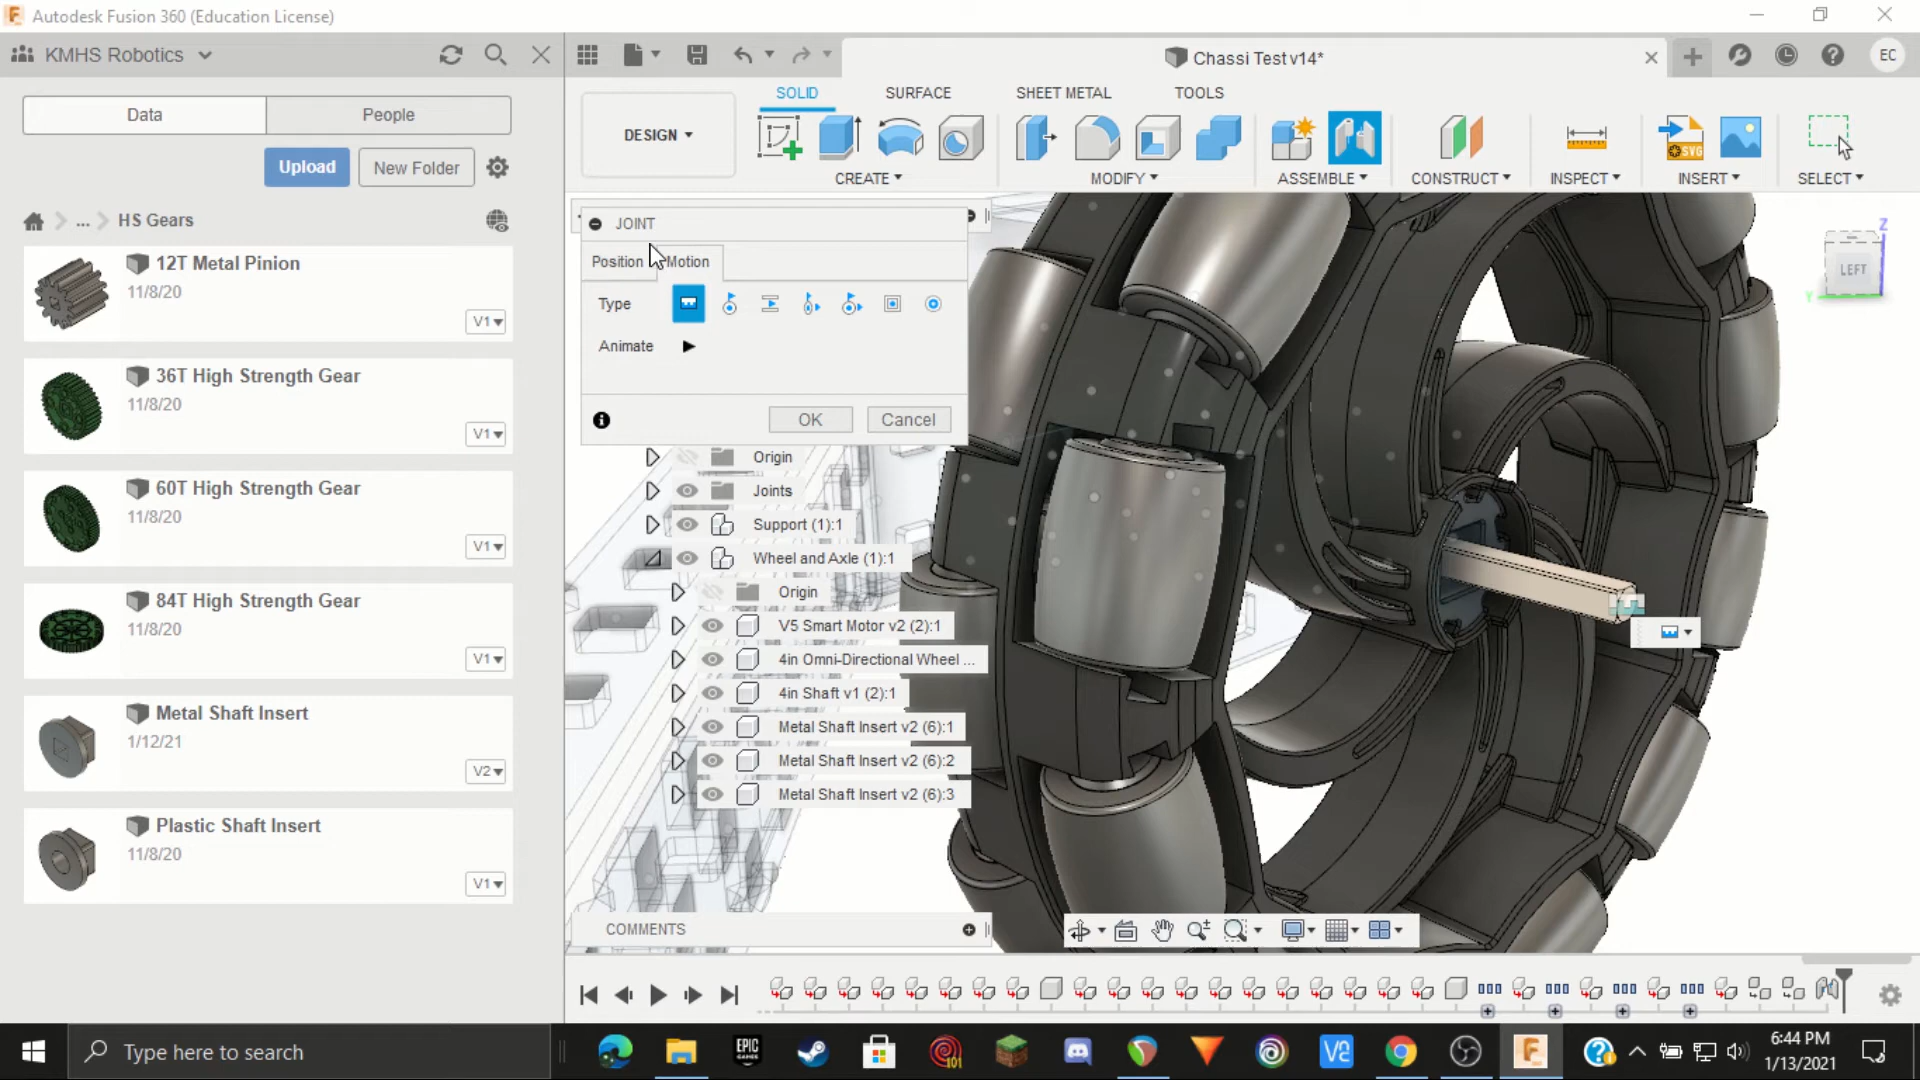 Autodesk Fusion 360 (Education License)
KMHS Robotics
Chassi Test v14*
EC
Data
People
Upload
New Folder
... HS Gears
12T Metal Pinion
11/8/20
V1
36T High Strength Gear
11/8/20
V1
60T High Strength Gear
11/8/20
V1
84T High Strength Gear
11/8/20
V1
Metal Shaft Insert
1/12/21
V2
Plastic Shaft Insert
11/8/20
V1
DESIGN
SOLID
SURFACE
SHEET METAL
TOOLS
CREATE
MODIFY
ASSEMBLE
CONSTRUCT
INSPECT
INSERT
SVG
SELECT
JOINT
Position
Motion
Type
Animate
OK
Cancel
Origin
Joints
Support (1):1
Wheel and Axle (1):1
Origin
V5 Smart Motor v2 (2):1
4in Omni-Directional Wheel ...
4in Shaft v1 (2):1
Metal Shaft Insert v2 (6):1
Metal Shaft Insert v2 (6):2
Metal Shaft Insert v2 (6):3
Z
LEFT
Y
COMMENTS
Type here to search
EPIC GAMES
101
6:44 PM
1/13/2021